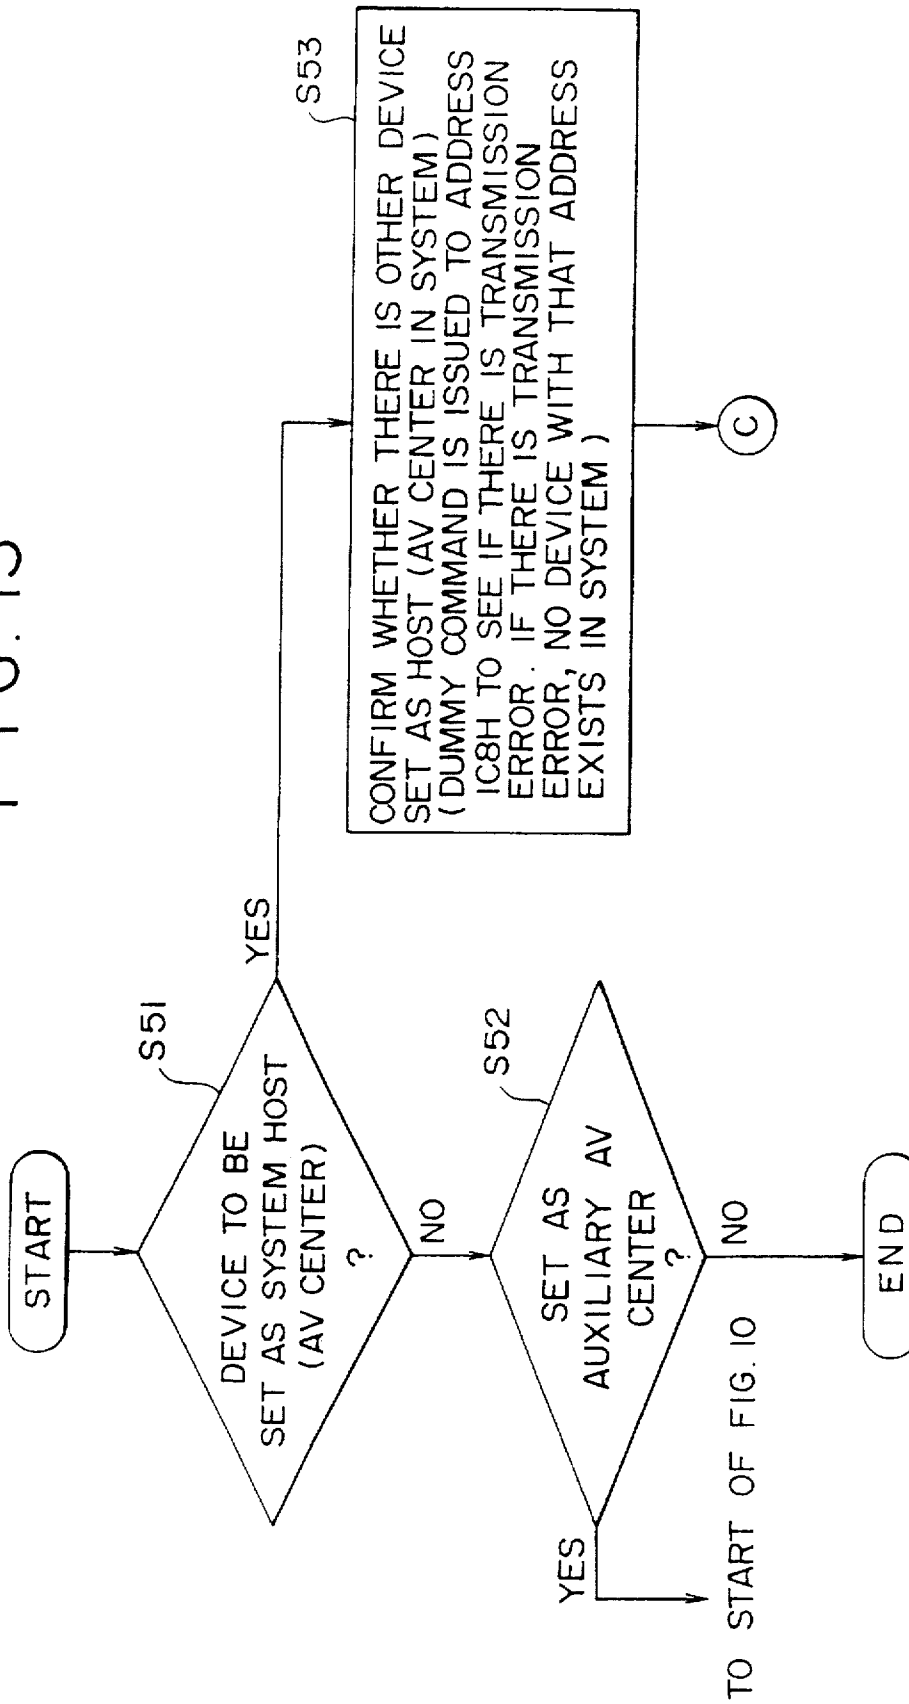 START
S51
DEVICE TO BE
SET AS SYSTEM HOST
(AV CENTER)
?
YES
NO
S53
CONFIRM WHETHER THERE IS OTHER DEVICE
SET AS HOST (AV CENTER IN SYSTEM)
(DUMMY COMMAND IS ISSUED TO ADDRESS
1C8H TO SEE IF THERE IS TRANSMISSION
ERROR. IF THERE IS TRANSMISSION
ERROR, NO DEVICE WITH THAT ADDRESS
EXISTS IN SYSTEM)
C
S52
SET AS
AUXILIARY AV
CENTER
?
YES
NO
TO START OF FIG. 10
END